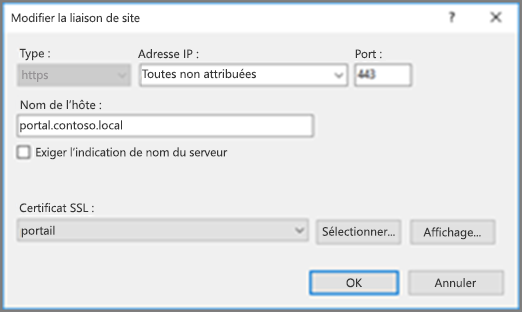 Modifier la liaison de site
Type : Adresse IP : Port :
https Toutes non attribuées 443
Nom de l’hôte :
portal.contoso.local
Exiger l’indication de nom du serveur
Certificat SSL :
portail Sélectionner... Affichage...
OK Annuler